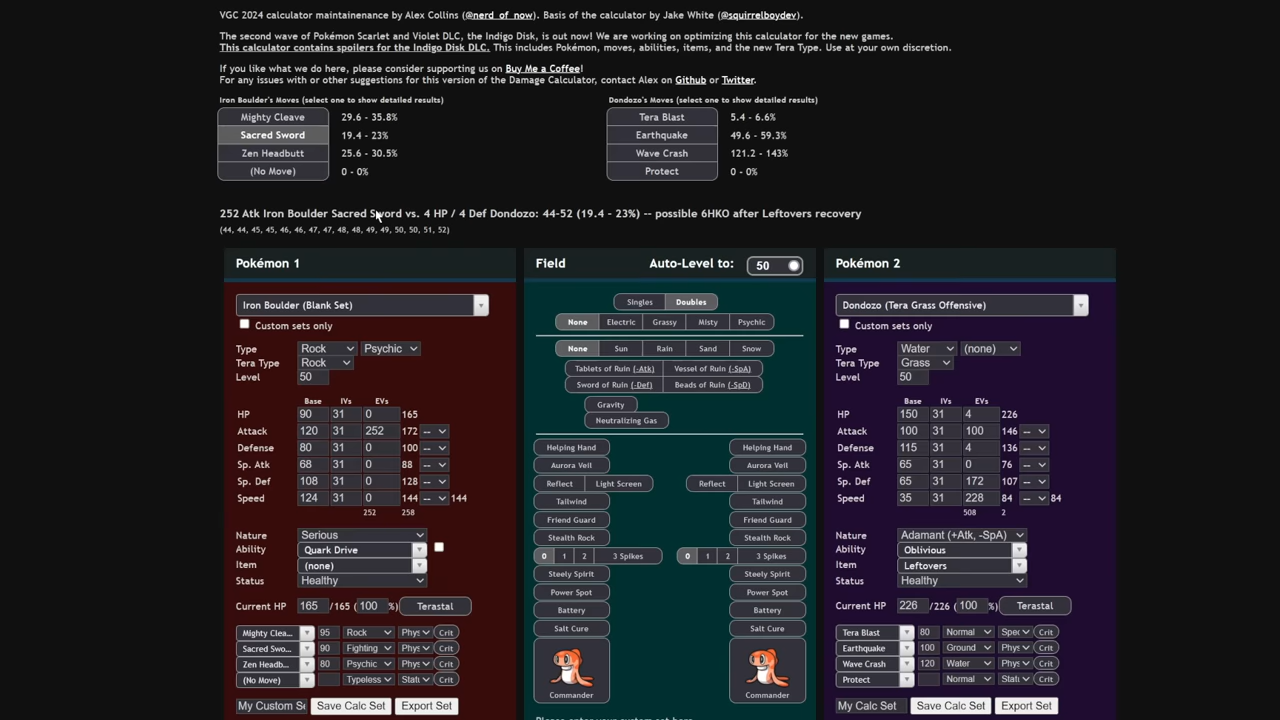 VGC 2024 calculator maintainenance by Alex Collins (@nerd_of_now). Basis of the calculator by Jake White (@squirrelboydev).
The second wave of Pokémon Scarlet and Violet DLC, the Indigo Disk, is out now! We are working on optimizing this calculator for the new games.
This calculator contains spoilers for the Indigo Disk DLC. This includes Pokémon, moves, abilities, items, and the new Tera Type. Use at your own discretion.
If you like what we do here, please consider supporting us on Buy Me a Coffee!
For any issues with or other suggestions for this version of the Damage Calculator, contact Alex on Github or Twitter.
Iron Boulder's Moves (select one to show detailed results)
Mighty Cleave 29.6 - 35.8%
Sacred Sword 19.4 - 23%
Zen Headbutt 25.6 - 30.5%
(No Move) 0 - 0%
Dondozo's Moves (select one to show detailed results)
Tera Blast 5.4 - 6.6%
Earthquake 49.6 - 59.3%
Wave Crash 121.2 - 143%
Protect 0 - 0%
252 Atk Iron Boulder Sacred Sword vs. 4 HP / 4 Def Dondozo: 44-52 (19.4 - 23%) -- possible 6HKO after Leftovers recovery
(44, 44, 45, 45, 46, 46, 47, 47, 48, 48, 49, 49, 50, 50, 51, 52)
Pokémon 1
Iron Boulder (Blank Set)
Custom sets only
Type Rock Psychic
Tera Type Rock
Level 50
Base IVs EVs
HP 90 31 0 165
Attack 120 31 252 172 --
Defense 80 31 0 100 --
Sp. Atk 68 31 0 88 --
Sp. Def 108 31 0 128 --
Speed 124 31 0 144 -- 144
252 258
Nature Serious
Ability Quark Drive
Item (none)
Status Healthy
Current HP 165 /165 ( 100 %) Terastal
Mighty Clea... 95 Rock Phys Crit
Sacred Swo... 90 Fighting Phys Crit
Zen Headb... 80 Psychic Phys Crit
(No Move) Typeless Stat Crit
My Custom Se Save Calc Set Export Set
Field Auto-Level to: 50
Singles Doubles
None Electric Grassy Misty Psychic
None Sun Rain Sand Snow
Tablets of Ruin (-Atk) Vessel of Ruin (-SpA)
Sword of Ruin (-Def) Beads of Ruin (-SpD)
Gravity
Neutralizing Gas
Helping Hand Helping Hand
Aurora Veil Aurora Veil
Reflect Light Screen Reflect Light Screen
Tailwind Tailwind
Friend Guard Friend Guard
Stealth Rock Stealth Rock
0 1 2 3 Spikes 0 1 2 3 Spikes
Steely Spirit Steely Spirit
Power Spot Power Spot
Battery Battery
Salt Cure Salt Cure
Commander Commander
Pokémon 2
Dondozo (Tera Grass Offensive)
Custom sets only
Type Water (none)
Tera Type Grass
Level 50
Base IVs EVs
HP 150 31 4 226
Attack 100 31 100 146 --
Defense 115 31 4 136 --
Sp. Atk 65 31 0 76 --
Sp. Def 65 31 172 107 --
Speed 35 31 228 84 -- 84
508 2
Nature Adamant (+Atk, -SpA)
Ability Oblivious
Item Leftovers
Status Healthy
Current HP 226 /226 ( 100 %) Terastal
Tera Blast 80 Normal Spec Crit
Earthquake 100 Ground Phys Crit
Wave Crash 120 Water Phys Crit
Protect Normal Stat Crit
My Calc Set Save Calc Set Export Set